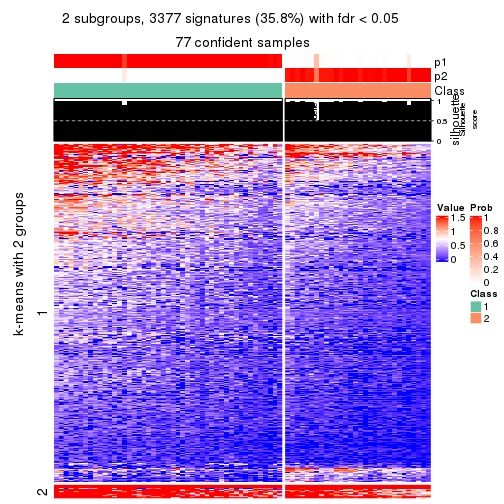 2 subgroups, 3377 signatures (35.8%) with fdr < 0.05
77 confident samples
p1
p2
Class
1
0.5
0
silhouette
Silhouette
score
k-means with 2 groups
1
2
Value
1.5
1
0.5
0
Prob
1
0.8
0.6
0.4
0.2
0
Class
1
2